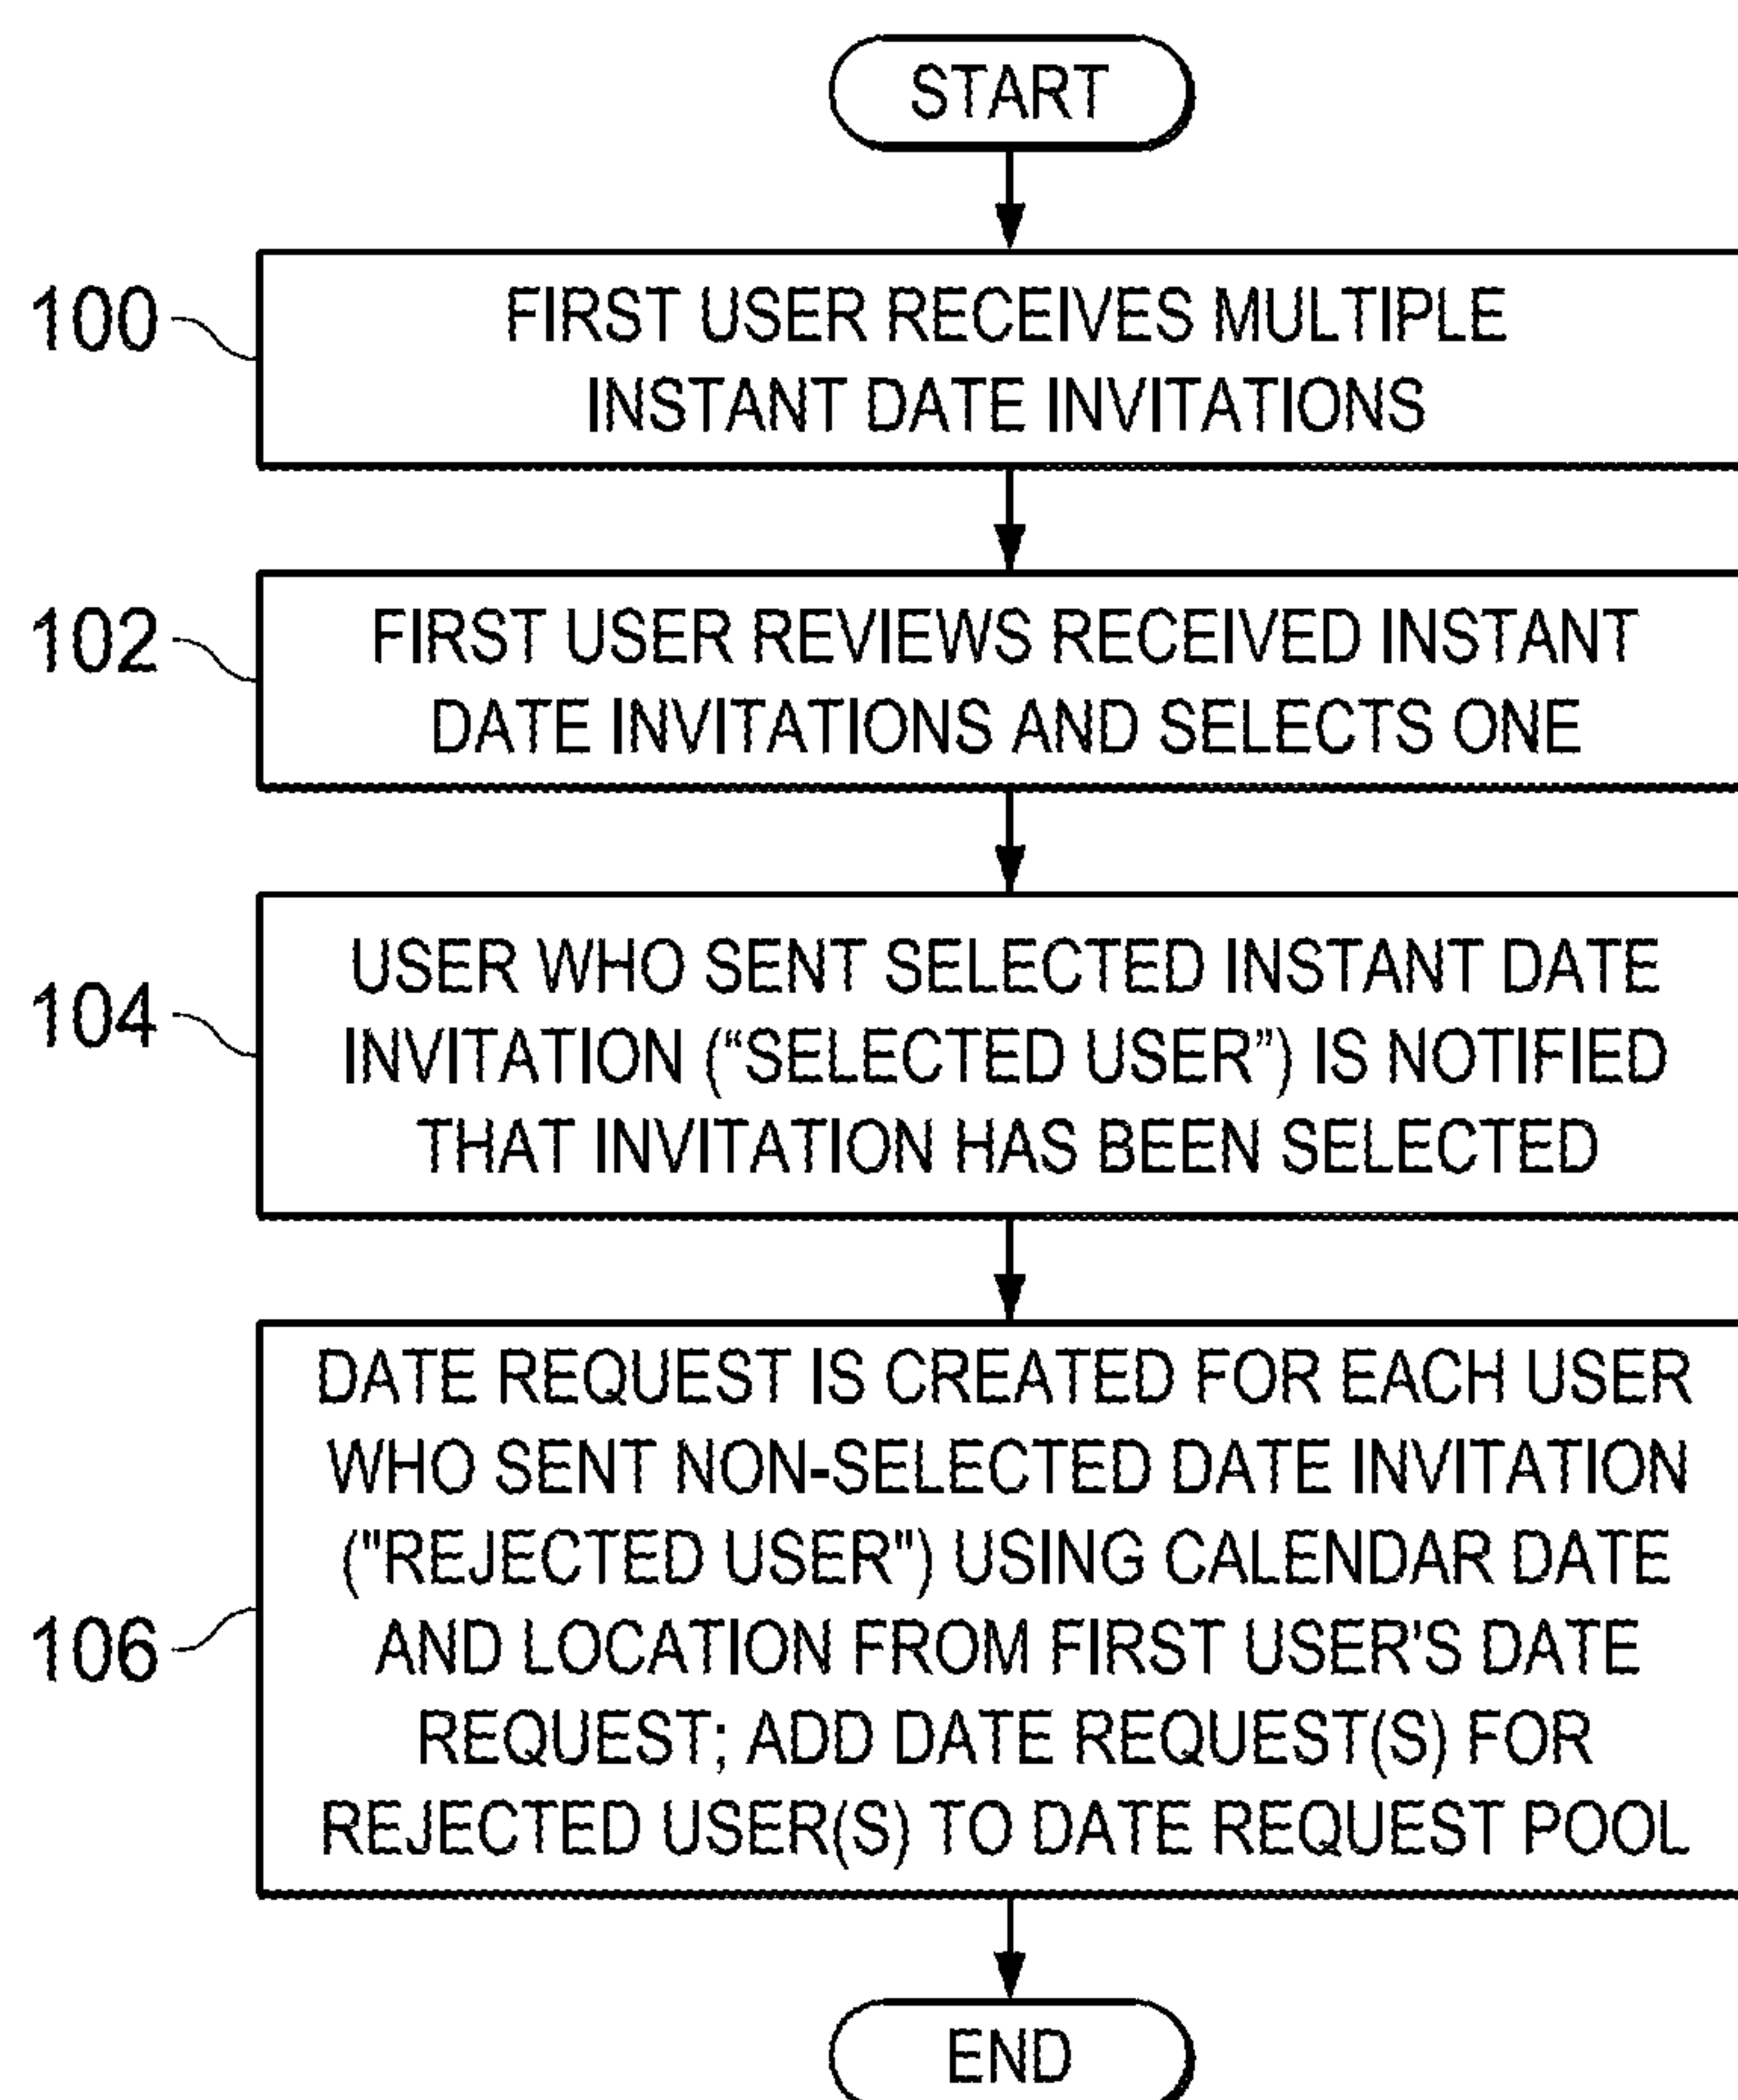 START
100
FIRST USER RECEIVES MULTIPLE
INSTANT DATE INVITATIONS
102
FIRST USER REVIEWS RECEIVED INSTANT
DATE INVITATIONS AND SELECTS ONE
104
USER WHO SENT SELECTED INSTANT DATE
INVITATION (“SELECTED USER”) IS NOTIFIED
THAT INVITATION HAS BEEN SELECTED
106
DATE REQUEST IS CREATED FOR EACH USER
WHO SENT NON-SELECTED DATE INVITATION
("REJECTED USER") USING CALENDAR DATE
AND LOCATION FROM FIRST USER'S DATE
REQUEST; ADD DATE REQUEST(S) FOR
REJECTED USER(S) TO DATE REQUEST POOL
END